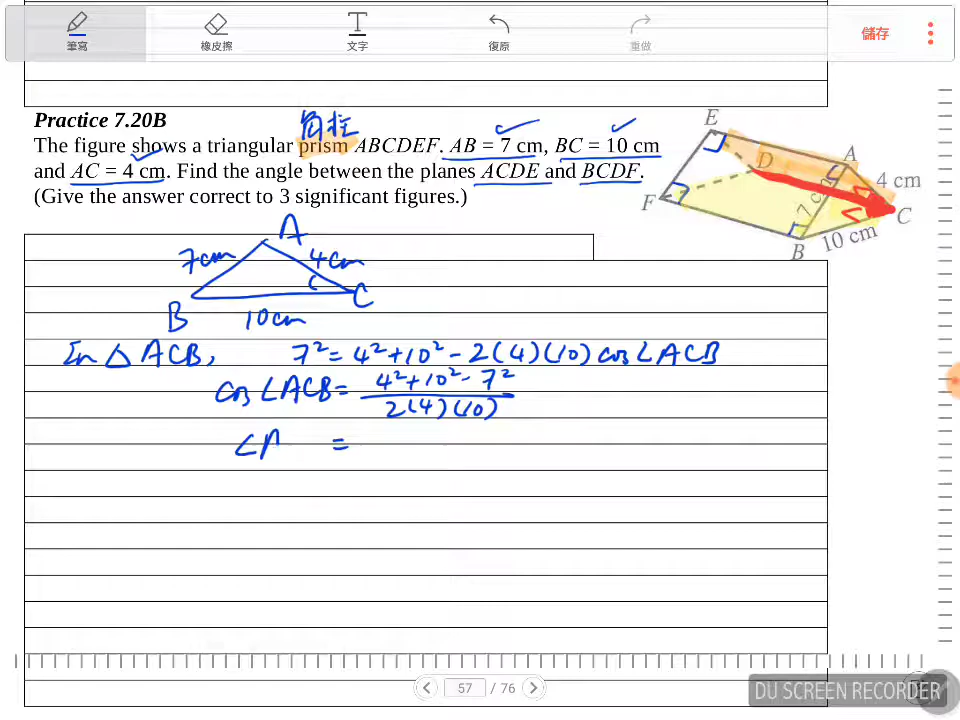 筆寫
橡皮擦
文字
復原
重做
儲存
Practice 7.20B
角柱
The figure shows a triangular prism ABCDEF. AB = 7 cm, BC = 10 cm
and AC = 4 cm. Find the angle between the planes ACDE and BCDF.
(Give the answer correct to 3 significant figures.)
E
D
A
4 cm
F
7 cm
C
B
10 cm
A
7cm
4cm
B
C
10cm
In △ ACB, 7² = 4² + 10² - 2(4)(10) cos∠ACB
cos∠ACB = 4² + 10² - 7²
2(4)(10)
∠A =
57 / 76
DU SCREEN RECORDER